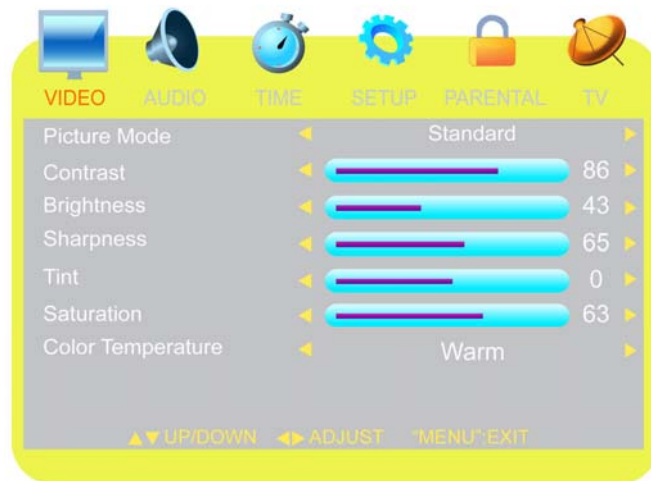 VIDEO AUDIO TIME SETUP PARENTAL TV
Picture Mode Standard
Contrast 86
Brightness 43
Sharpness 65
Tint 0
Saturation 63
Color Temperature Warm
▲▼ UP/DOWN ◀▶ ADJUST "MENU":EXIT